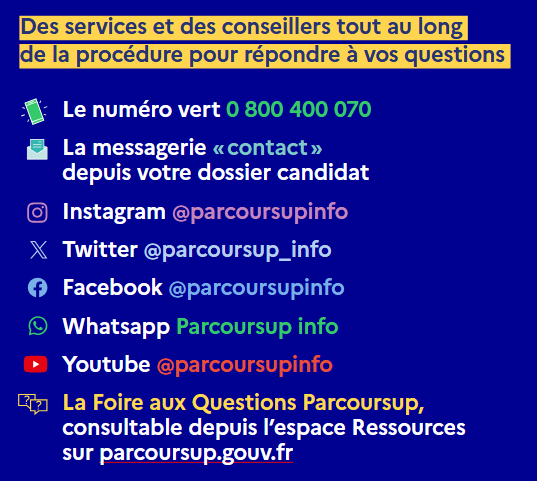 Des services et des conseillers tout au long
de la procédure pour répondre à vos questions
Le numéro vert 0 800 400 070
La messagerie «contact»
depuis votre dossier candidat
Instagram @parcoursupinfo
Twitter @parcoursup_info
Facebook @parcoursupinfo
Whatsapp Parcoursup info
Youtube @parcoursupinfo
La Foire aux Questions Parcoursup,
consultable depuis l’espace Ressources
sur parcoursup.gouv.fr